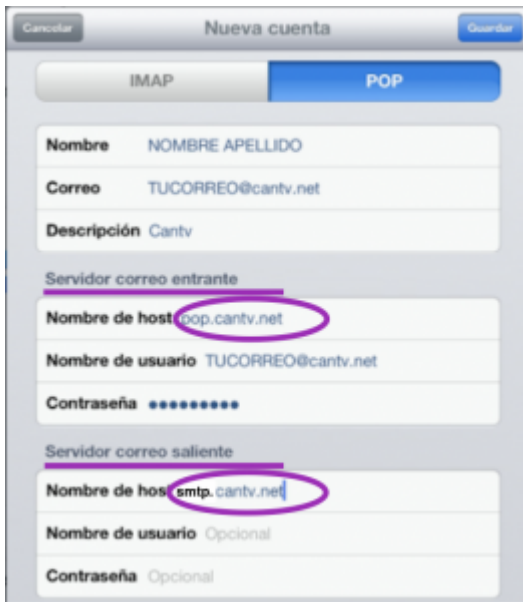 Cancelar Nueva cuenta Guardar
IMAP POP
Nombre NOMBRE APELLIDO
Correo TUCORREO@cantv.net
Descripción Cantv
Servidor correo entrante
Nombre de host pop.cantv.net
Nombre de usuario TUCORREO@cantv.net
Contraseña ●●●●●●●●●
Servidor correo saliente
Nombre de host smtp.cantv.net
Nombre de usuario Opcional
Contraseña Opcional